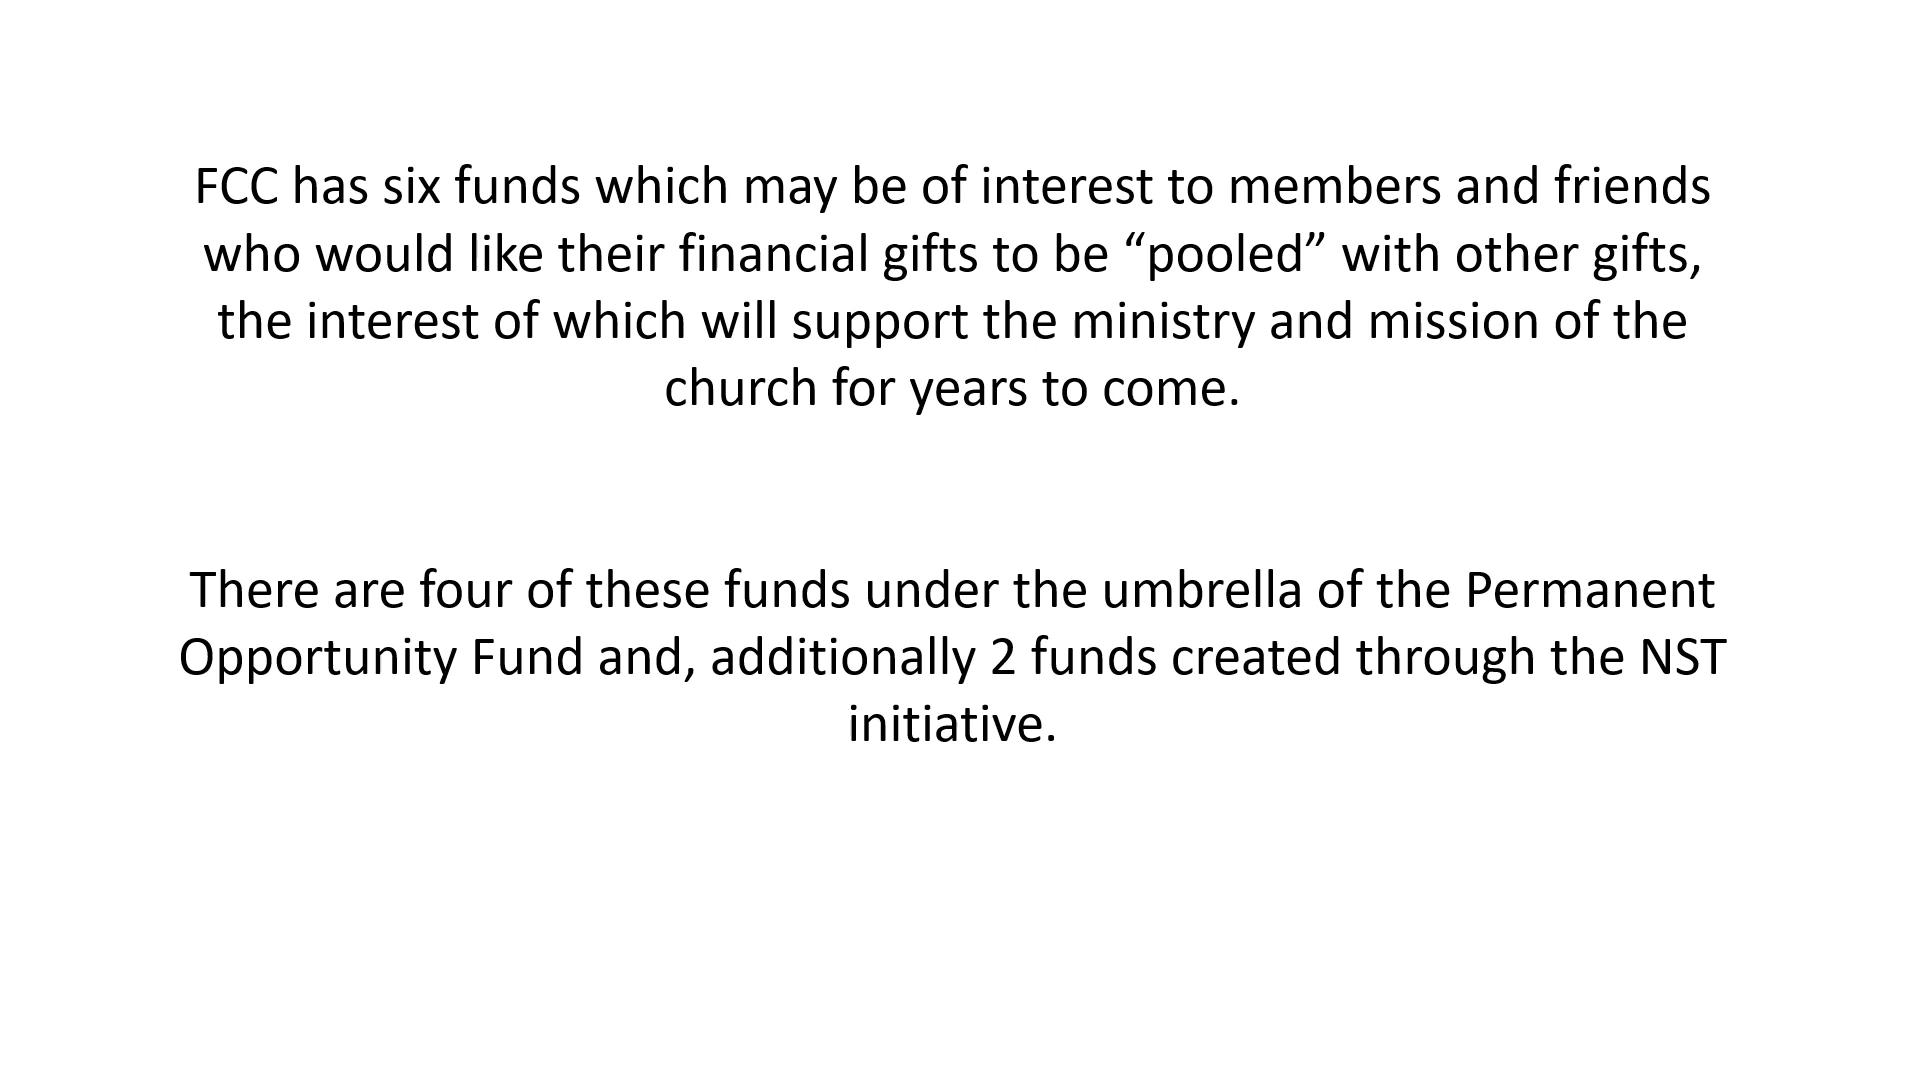 FCC has six funds which may be of interest to members and friends
who would like their financial gifts to be “pooled” with other gifts,
the interest of which will support the ministry and mission of the
church for years to come.
There are four of these funds under the umbrella of the Permanent
Opportunity Fund and, additionally 2 funds created through the NST
initiative.